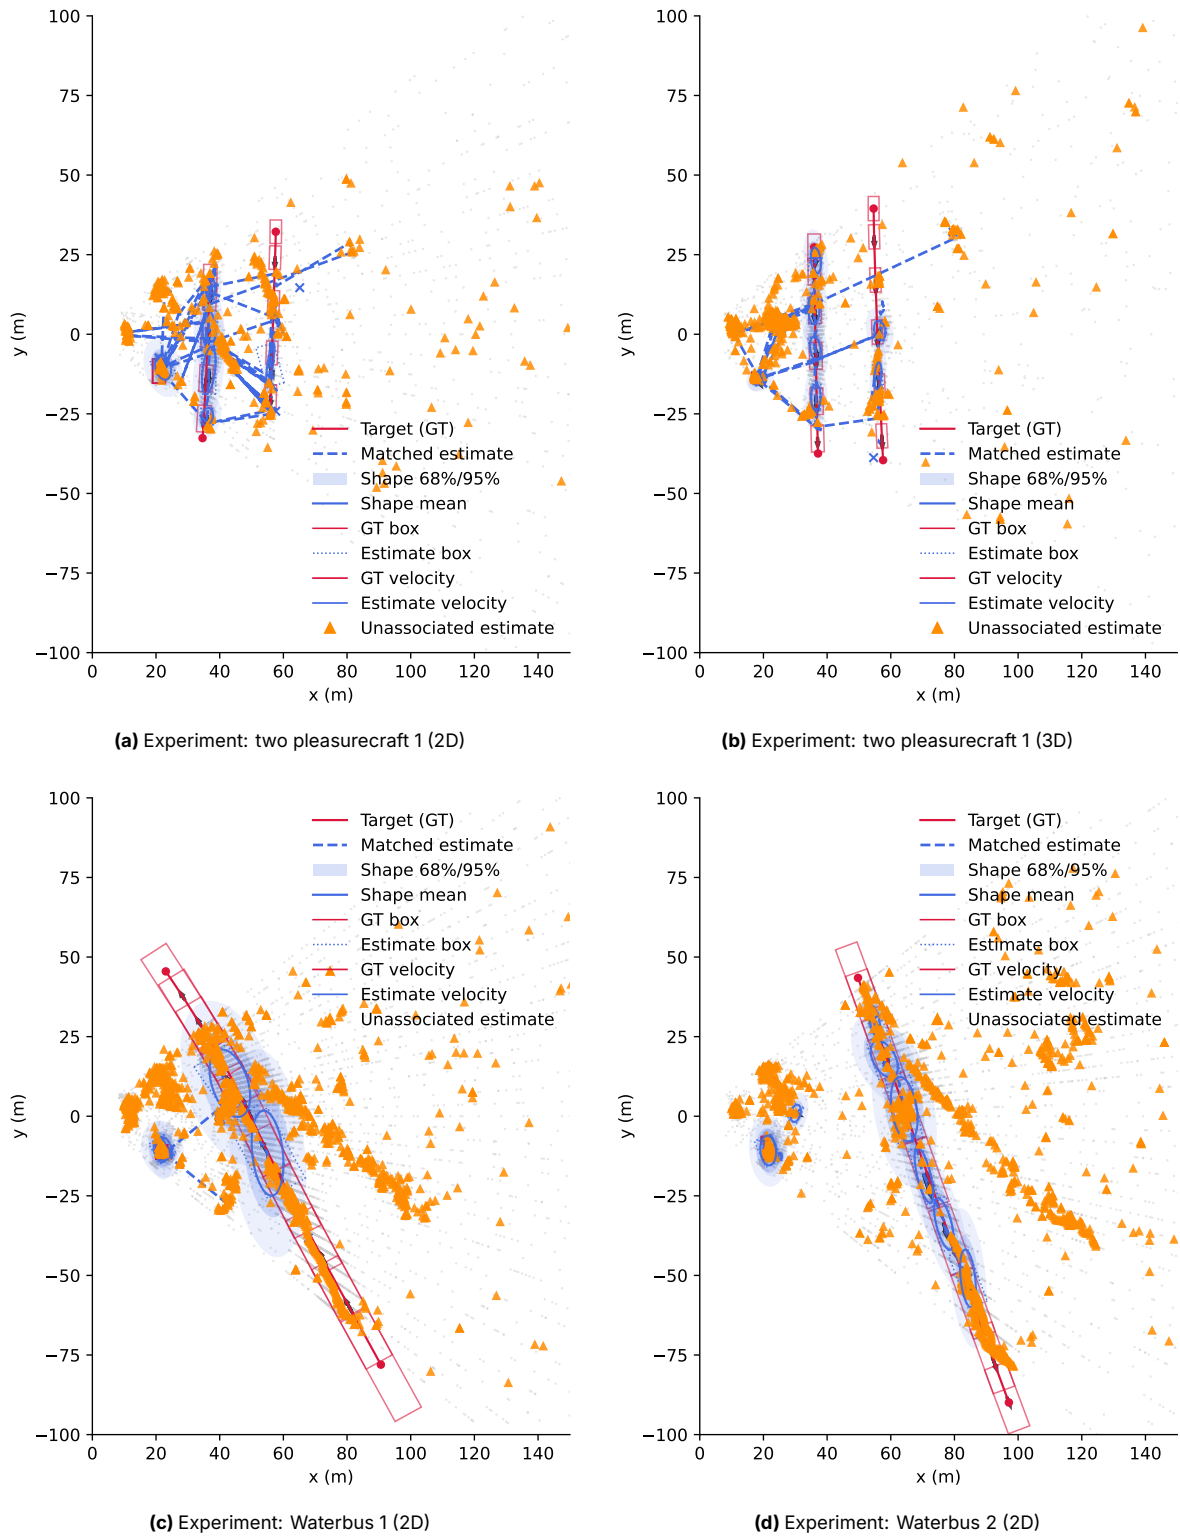 100
75
50
25
0
−25
−50
−75
−100
y (m)
0 20 40 60 80 100 120 140
x (m)
Target (GT)
Matched estimate
Shape 68%/95%
Shape mean
GT box
Estimate box
GT velocity
Estimate velocity
Unassociated estimate
(a) Experiment: two pleasurecraft 1 (2D)
100
75
50
25
0
−25
−50
−75
−100
y (m)
0 20 40 60 80 100 120 140
x (m)
Target (GT)
Matched estimate
Shape 68%/95%
Shape mean
GT box
Estimate box
GT velocity
Estimate velocity
Unassociated estimate
(b) Experiment: two pleasurecraft 1 (3D)
100
75
50
25
0
−25
−50
−75
−100
y (m)
0 20 40 60 80 100 120 140
x (m)
Target (GT)
Matched estimate
Shape 68%/95%
Shape mean
GT box
Estimate box
GT velocity
Estimate velocity
Unassociated estimate
(c) Experiment: Waterbus 1 (2D)
100
75
50
25
0
−25
−50
−75
−100
y (m)
0 20 40 60 80 100 120 140
x (m)
Target (GT)
Matched estimate
Shape 68%/95%
Shape mean
GT box
Estimate box
GT velocity
Estimate velocity
Unassociated estimate
(d) Experiment: Waterbus 2 (2D)